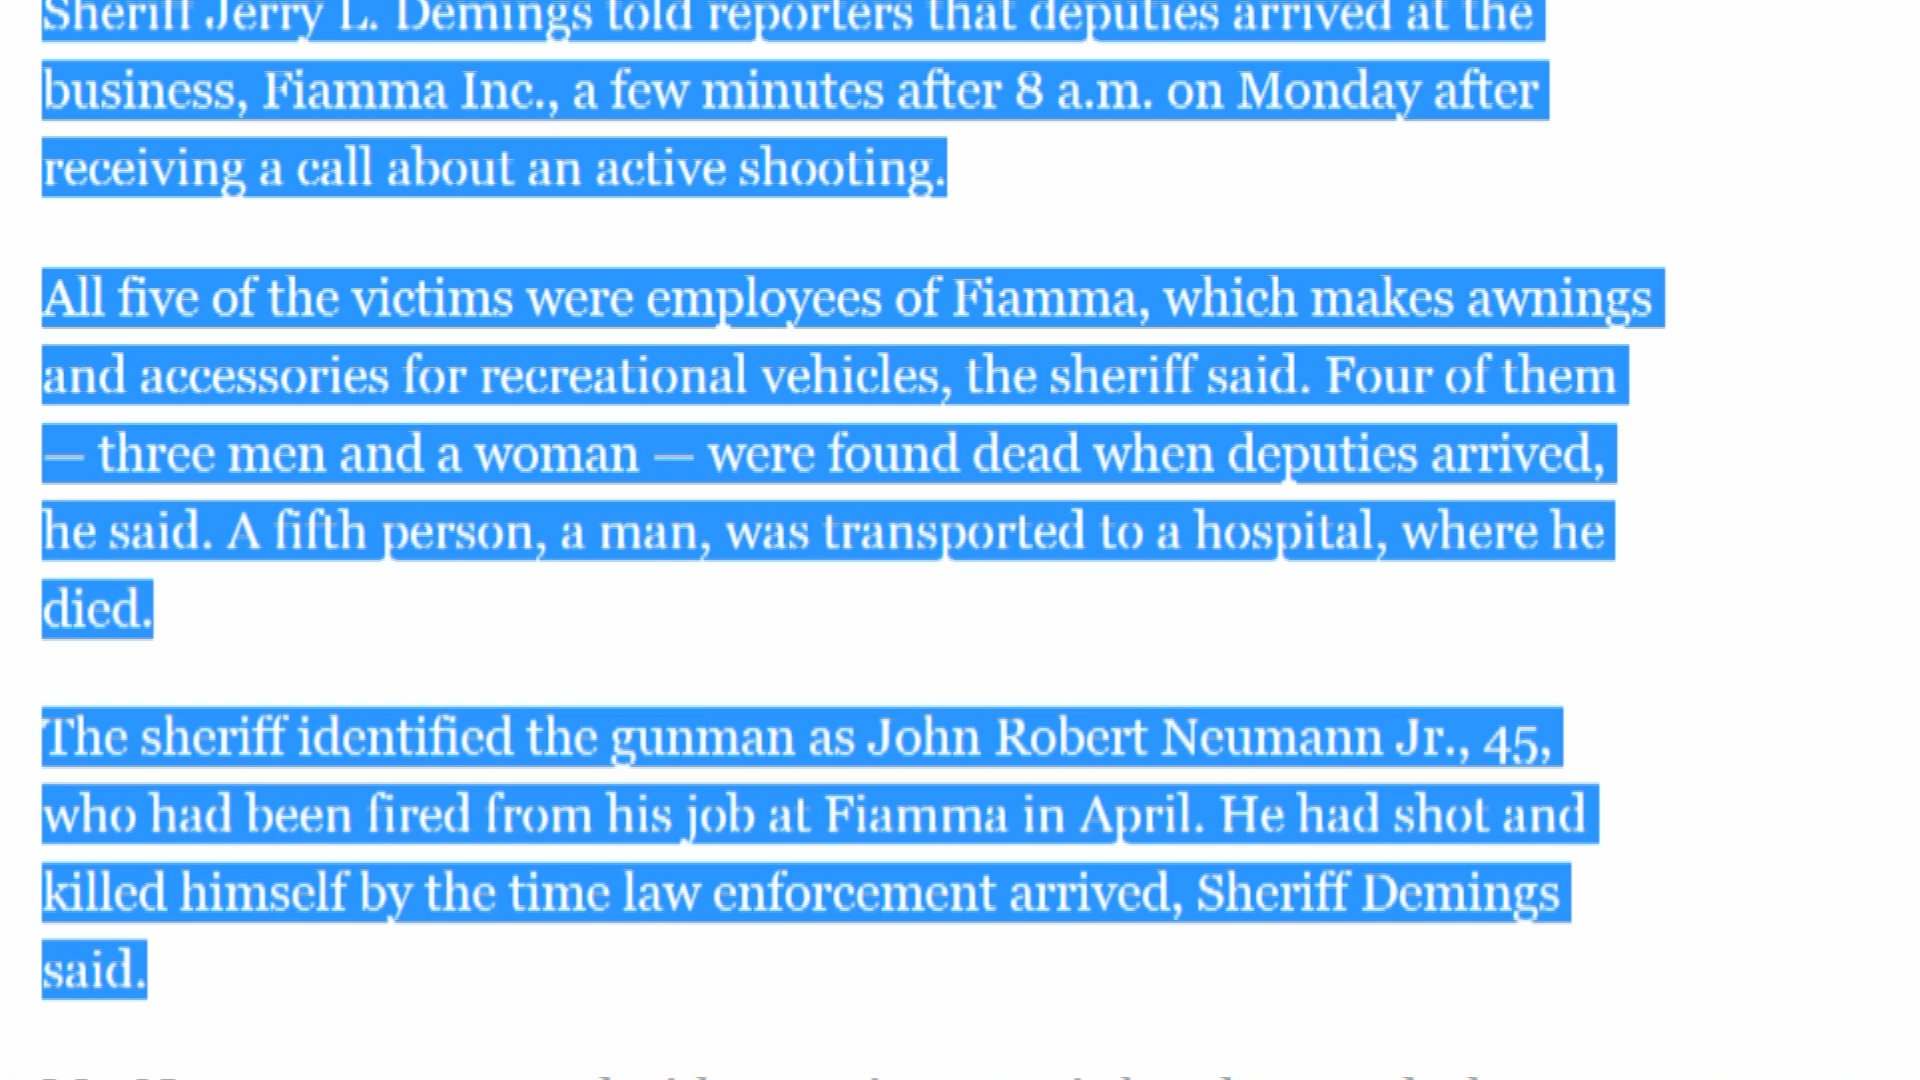 Sheriff Jerry L. Demings told reporters that deputies arrived at the
business, Fiamma Inc., a few minutes after 8 a.m. on Monday after
receiving a call about an active shooting.
All five of the victims were employees of Fiamma, which makes awnings
and accessories for recreational vehicles, the sheriff said. Four of them
— three men and a woman — were found dead when deputies arrived,
he said. A fifth person, a man, was transported to a hospital, where he
died.
The sheriff identified the gunman as John Robert Neumann Jr., 45,
who had been fired from his job at Fiamma in April. He had shot and
killed himself by the time law enforcement arrived, Sheriff Demings
said.